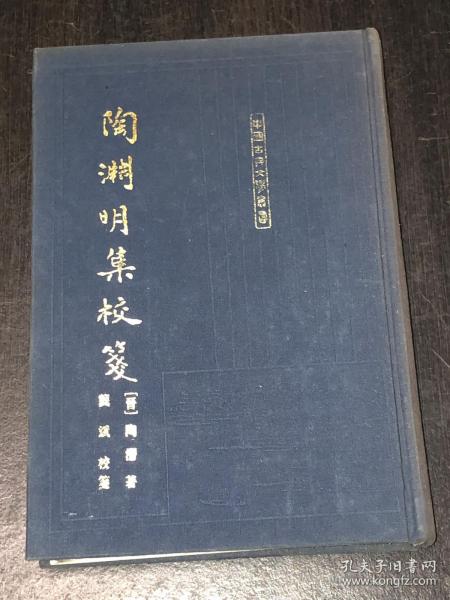 中國古典文學叢書
陶淵明集校箋
[晉]陶潛著
龔斌校箋
孔夫子旧书网
www.kongfz.com